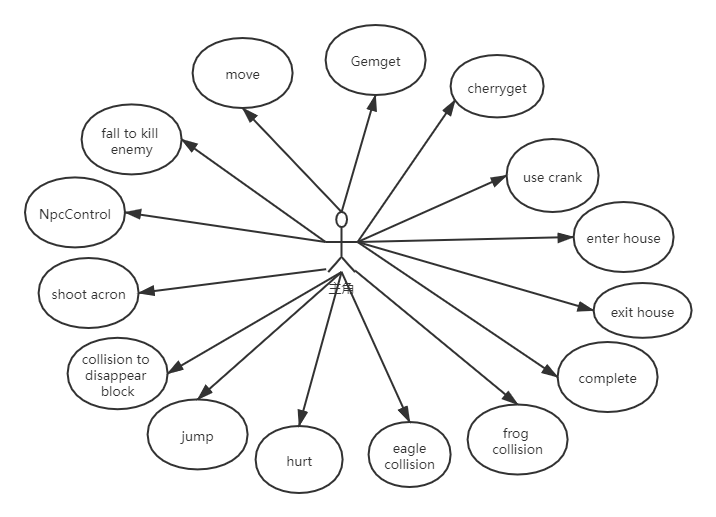 Gemget
move
cherryget
fall to kill
enemy
use crank
NpcControl
enter house
shoot acron
主角
exit house
collision to
disappear
block
complete
jump
frog
collision
hurt
eagle
collision